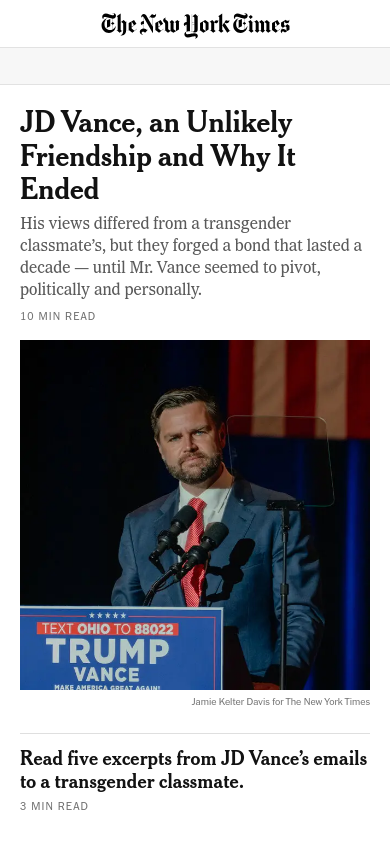 The New York Times
JD Vance, an Unlikely
Friendship and Why It
Ended
His views differed from a transgender
classmate’s, but they forged a bond that lasted a
decade — until Mr. Vance seemed to pivot,
politically and personally.
10 MIN READ
TEXT OHIO TO 88022
TRUMP
VANCE
MAKE AMERICA GREAT AGAIN!
Jamie Kelter Davis for The New York Times
Read five excerpts from JD Vance’s emails
to a transgender classmate.
3 MIN READ